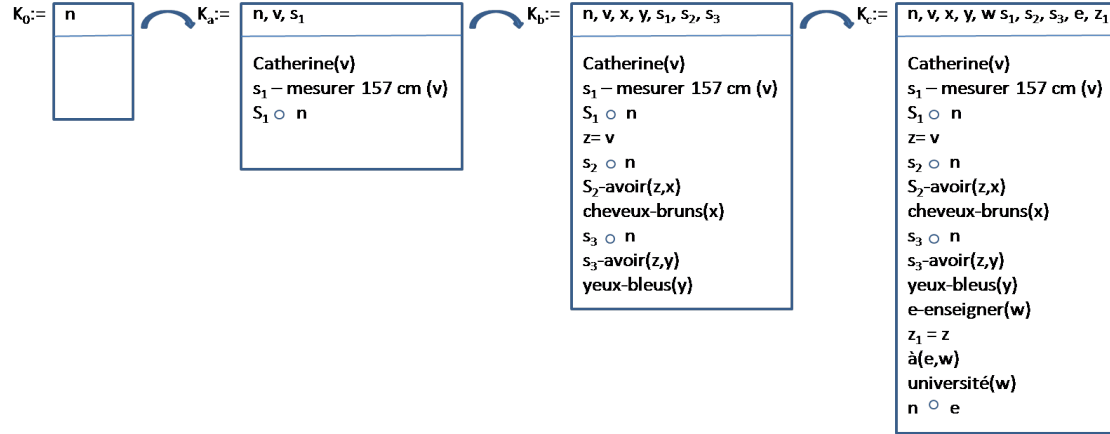 K₀:=
n
Kₐ:=
n, v, s₁
Catherine(v)
s₁ – mesurer 157 cm (v)
S₁ ○ n
K_b:=
n, v, x, y, s₁, s₂, s₃
Catherine(v)
s₁ – mesurer 157 cm (v)
S₁ ○ n
z= v
s₂ ○ n
S₂-avoir(z,x)
cheveux-bruns(x)
s₃ ○ n
s₃-avoir(z,y)
yeux-bleus(y)
K_c:=
n, v, x, y, w s₁, s₂, s₃, e, z₁
Catherine(v)
s₁ – mesurer 157 cm (v)
S₁ ○ n
z= v
s₂ ○ n
S₂-avoir(z,x)
cheveux-bruns(x)
s₃ ○ n
s₃-avoir(z,y)
yeux-bleus(y)
e-enseigner(w)
z₁ = z
à(e,w)
université(w)
n ○ e